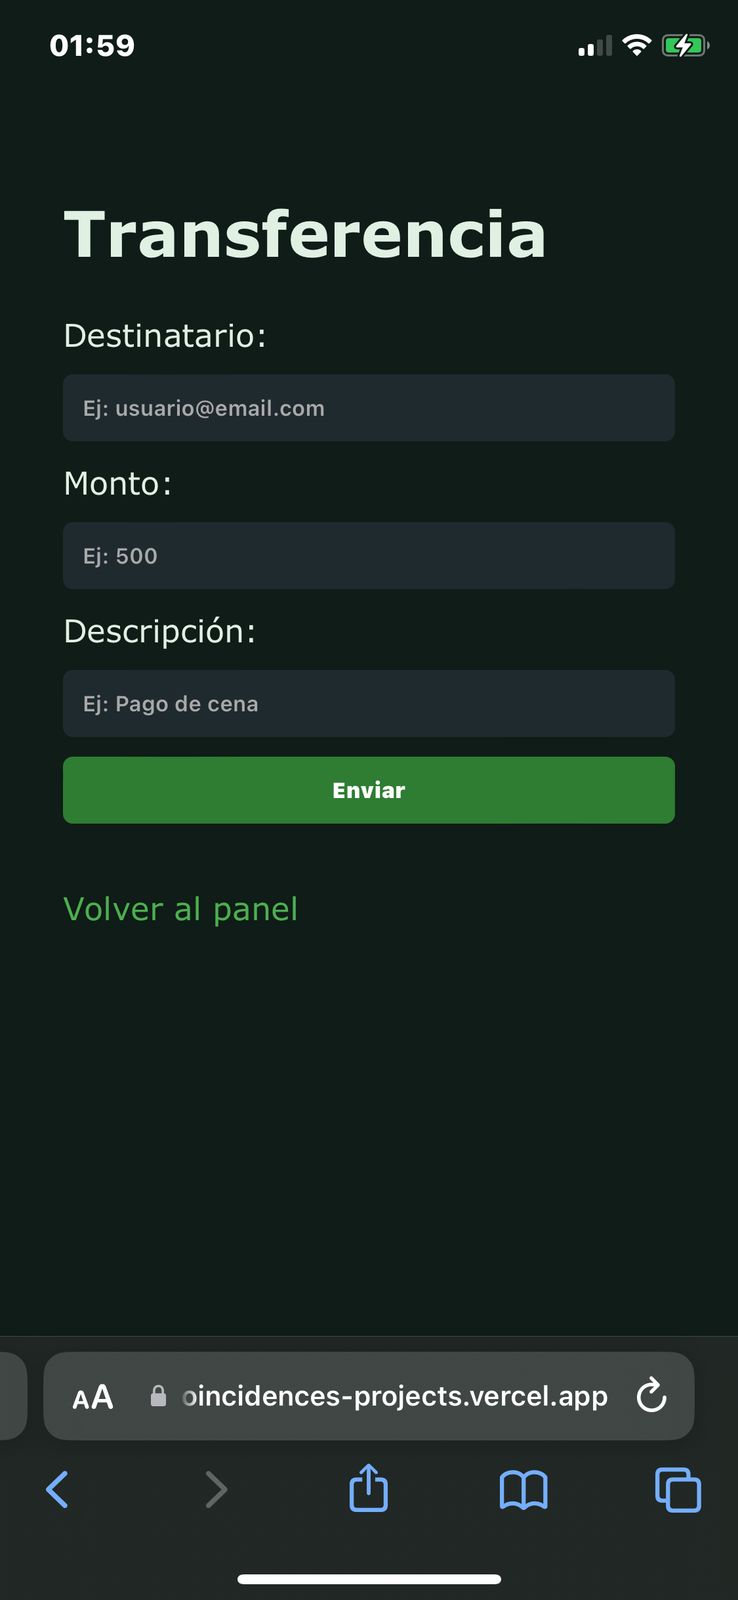 01:59
Transferencia
Destinatario:
Ej: usuario@email.com
Monto:
Ej: 500
Descripción:
Ej: Pago de cena
Enviar
Volver al panel
AA oincidences-projects.vercel.app